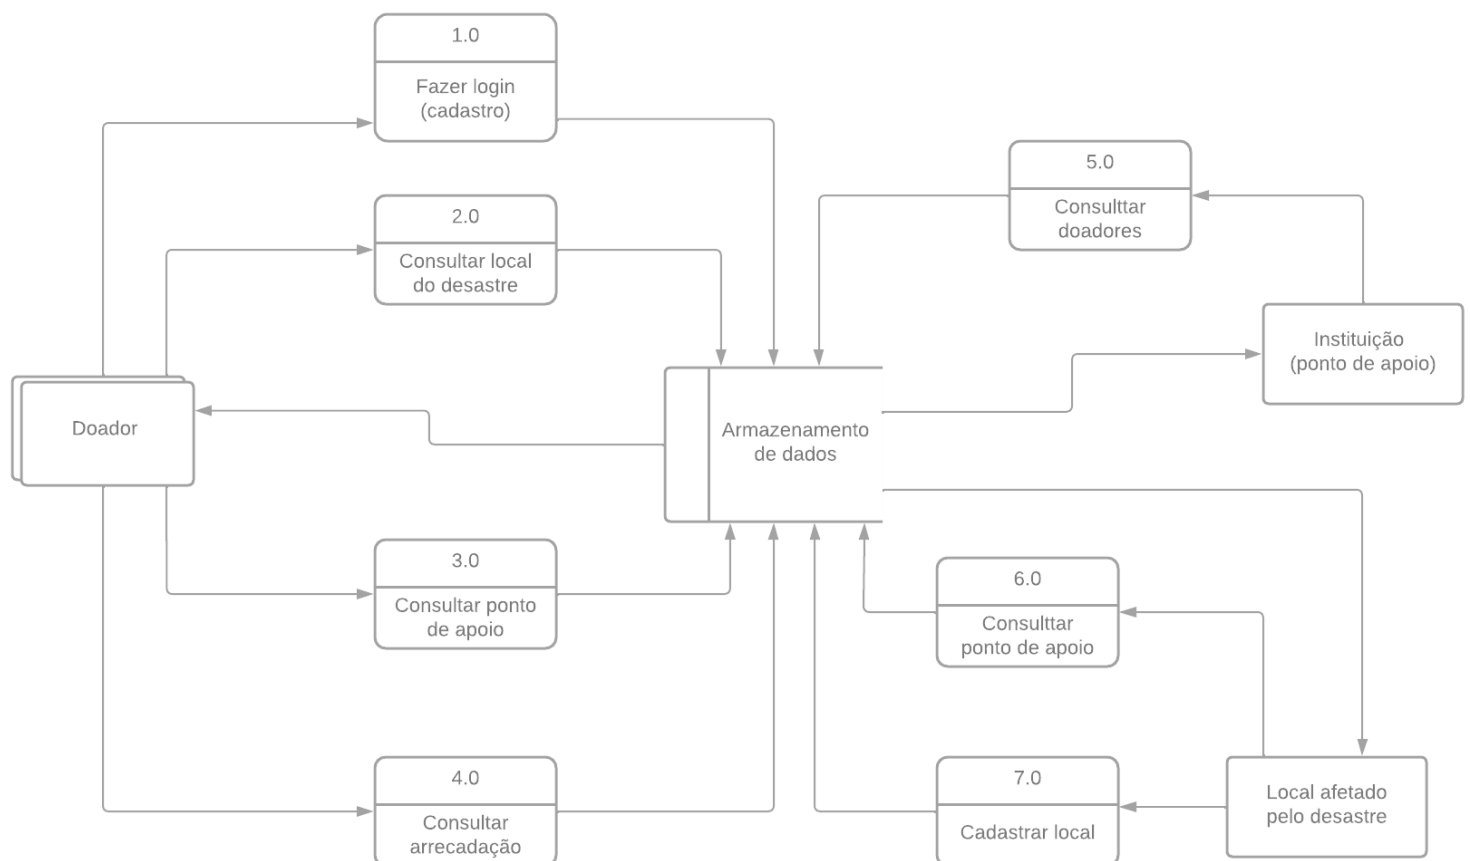 1.0
Fazer login
(cadastro)
2.0
Consultar local
do desastre
5.0
Consulttar
doadores
Instituição
(ponto de apoio)
Doador
Armazenamento
de dados
3.0
Consultar ponto
de apoio
6.0
Consulttar
ponto de apoio
4.0
Consultar
arrecadação
7.0
Cadastrar local
Local afetado
pelo desastre